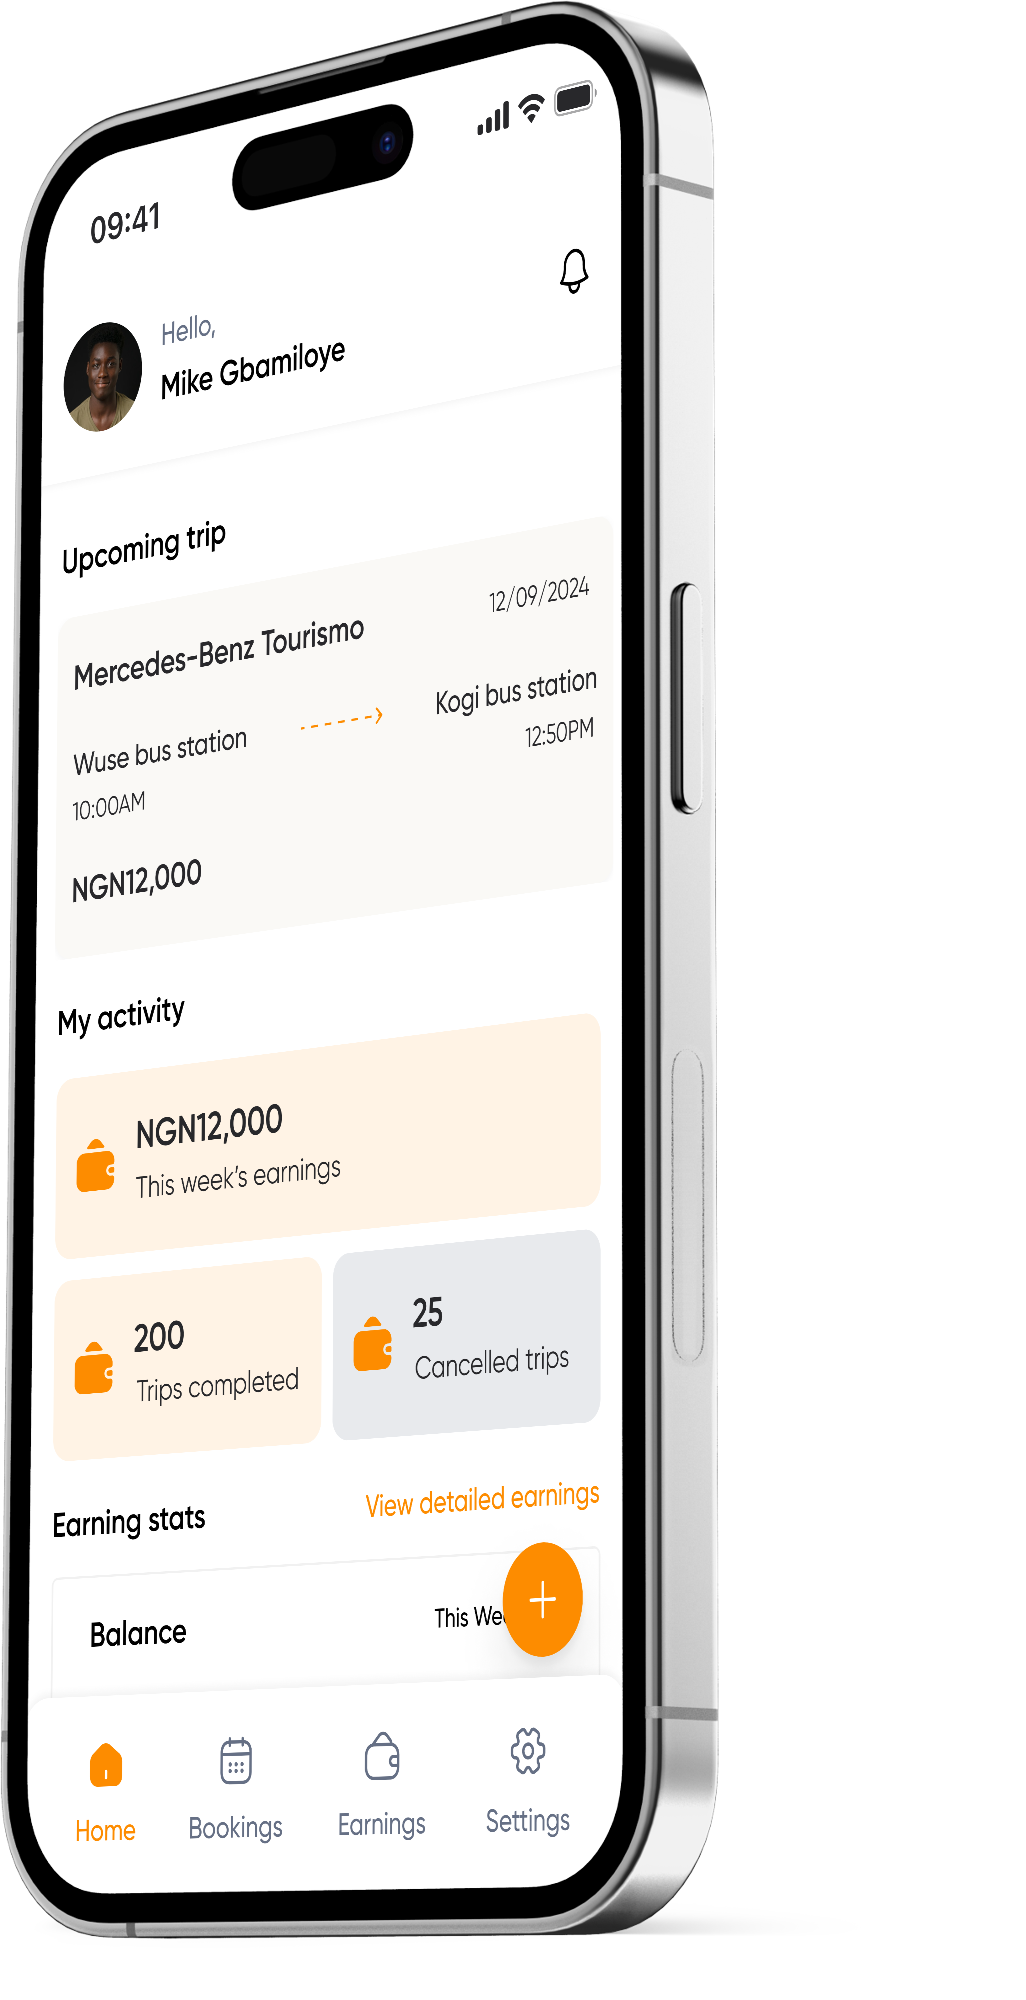 09:41
Hello,
Mike Gbamiloye
Upcoming trip
12/09/2024
Mercedes-Benz Tourismo
Wuse bus station
Kogi bus station
10:00AM
12:50PM
NGN12,000
My activity
NGN12,000
This week's earnings
200
Trips completed
25
Cancelled trips
Earning stats
View detailed earnings
Balance
This
Home
Bookings
Earnings
Settings